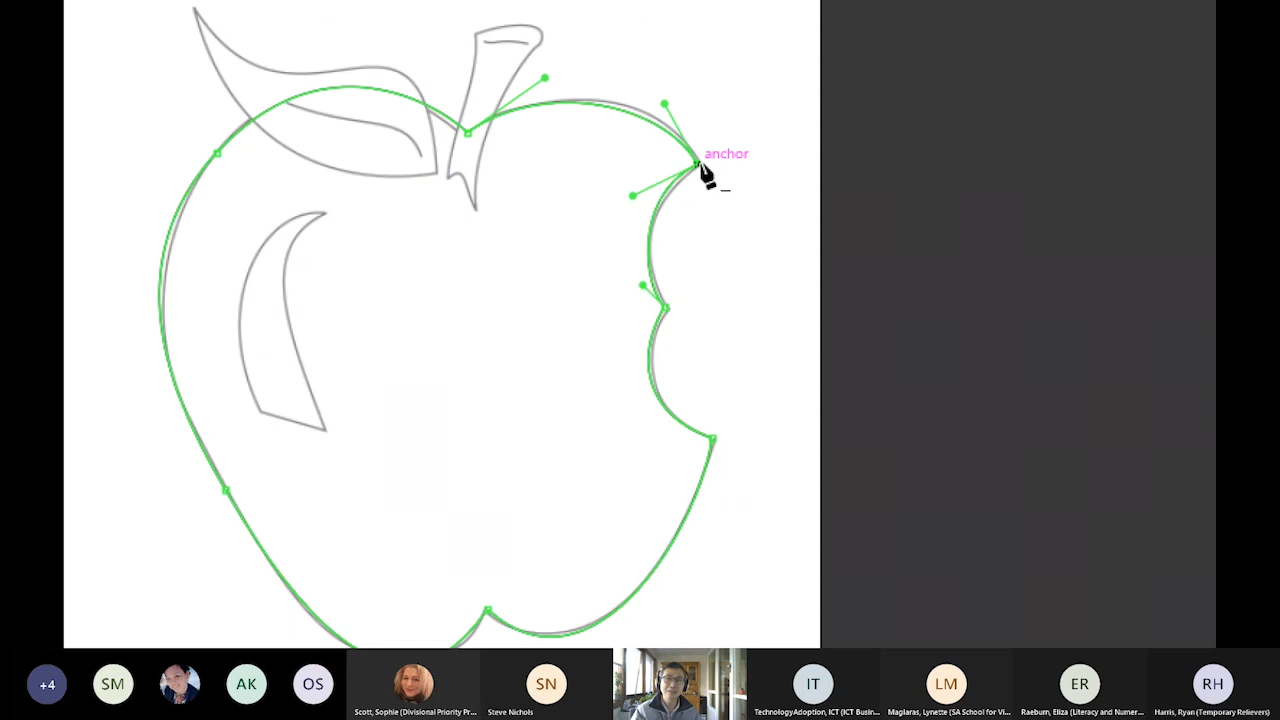 anchor
+4
SM
AK
OS
SN
IT
LM
ER
RH
Scott, Sophie (Divisional Priority Pr...
Steve Nichols
TechnologyAdoption, ICT (ICT Busin...
Maglaras, Lynette (SA School for Vi...
Raeburn, Eliza (Literacy and Numer...
Harris, Ryan (Temporary Relievers)